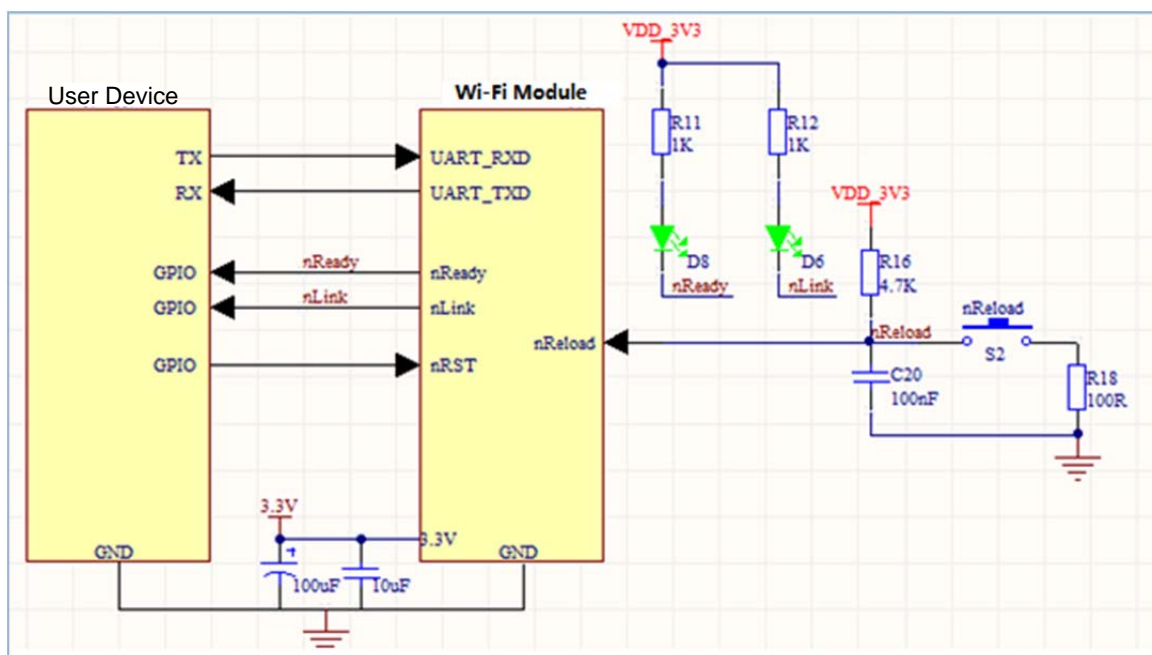 User Device
Wi-Fi Module
TX
RX
GPIO
GPIO
GPIO
GND
nReady
nLink
UART_RXD
UART_TXD
nReady
nLink
nReload
nRST
3.3V
GND
3.3V
+
100uF
10uF
VDD_3V3
R11
1K
R12
1K
D8
D6
nReady
nLink
VDD_3V3
R16
4.7K
nReload
nReload
S2
C20
100nF
R18
100R